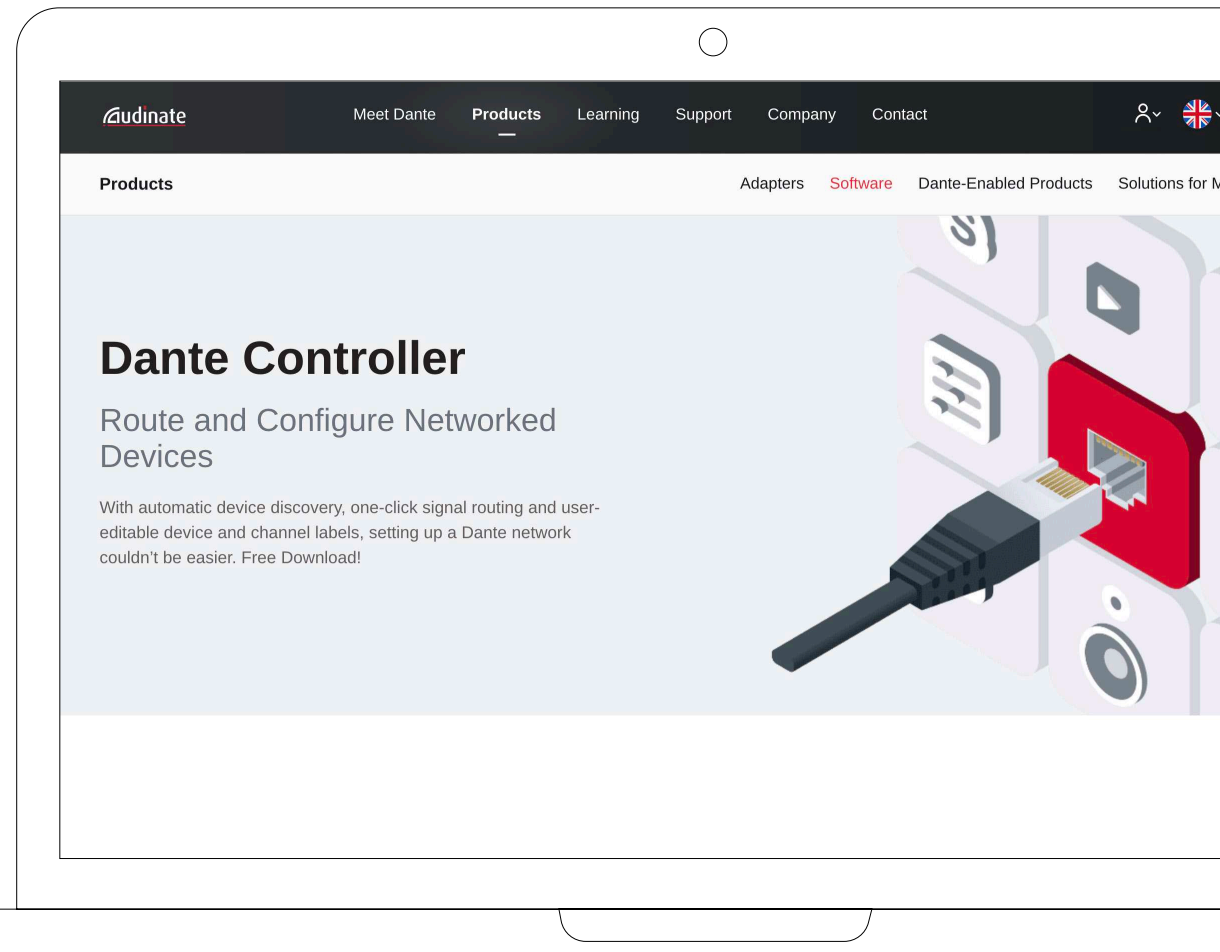 Audinate
Meet Dante Products Learning Support Company Contact
Products
Adapters Software Dante-Enabled Products Solutions for M
Dante Controller
Route and Configure Networked
Devices
With automatic device discovery, one-click signal routing and user-
editable device and channel labels, setting up a Dante network
couldn’t be easier. Free Download!